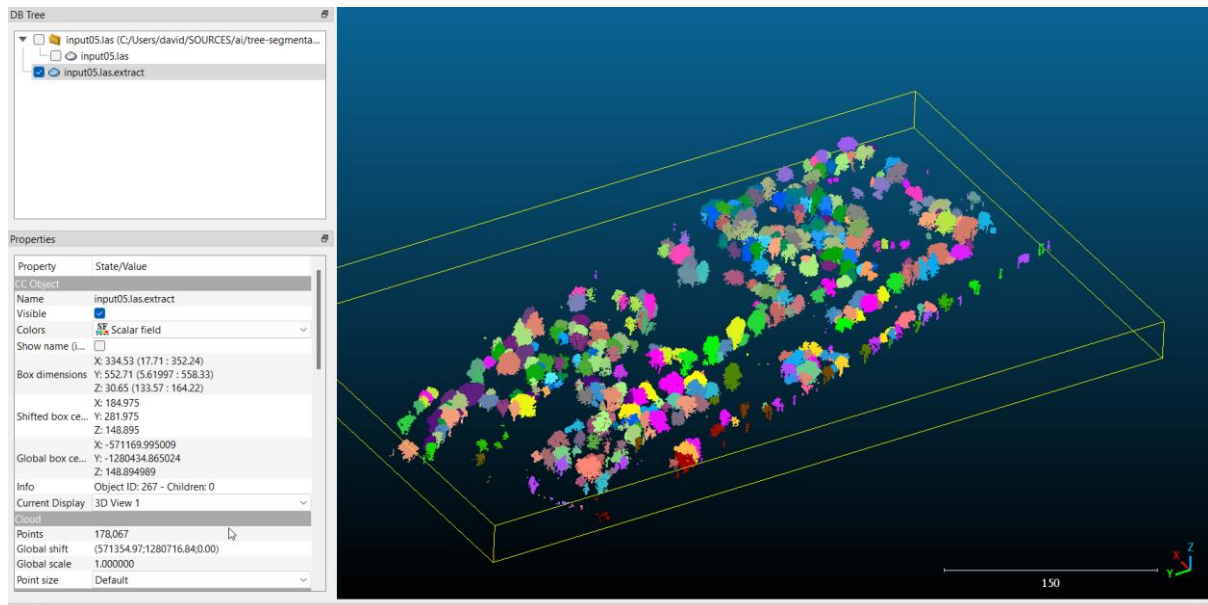 DB Tree
input05.las (C:/Users/david/SOURCES/ai/tree-segmenta...
input05.las
input05.las.extract
Properties
Property State/Value
CC Object
Name input05.las.extract
Visible
Colors SF Scalar field
Show name (i...
Box dimensions X: 334.53 (17.71 : 352.24)
Y: 552.71 (5.61997 : 558.33)
Z: 30.65 (133.57 : 164.22)
Shifted box ce... X: 184.975
Y: 281.975
Z: 148.895
Global box ce... X: -571169.995009
Y: -1280434.865024
Z: 148.894989
Info Object ID: 267 - Children: 0
Current Display 3D View 1
Cloud
Points 178,067
Global shift (571354.97;1280716.84;0.00)
Global scale 1.000000
Point size Default
150
X Z
Y